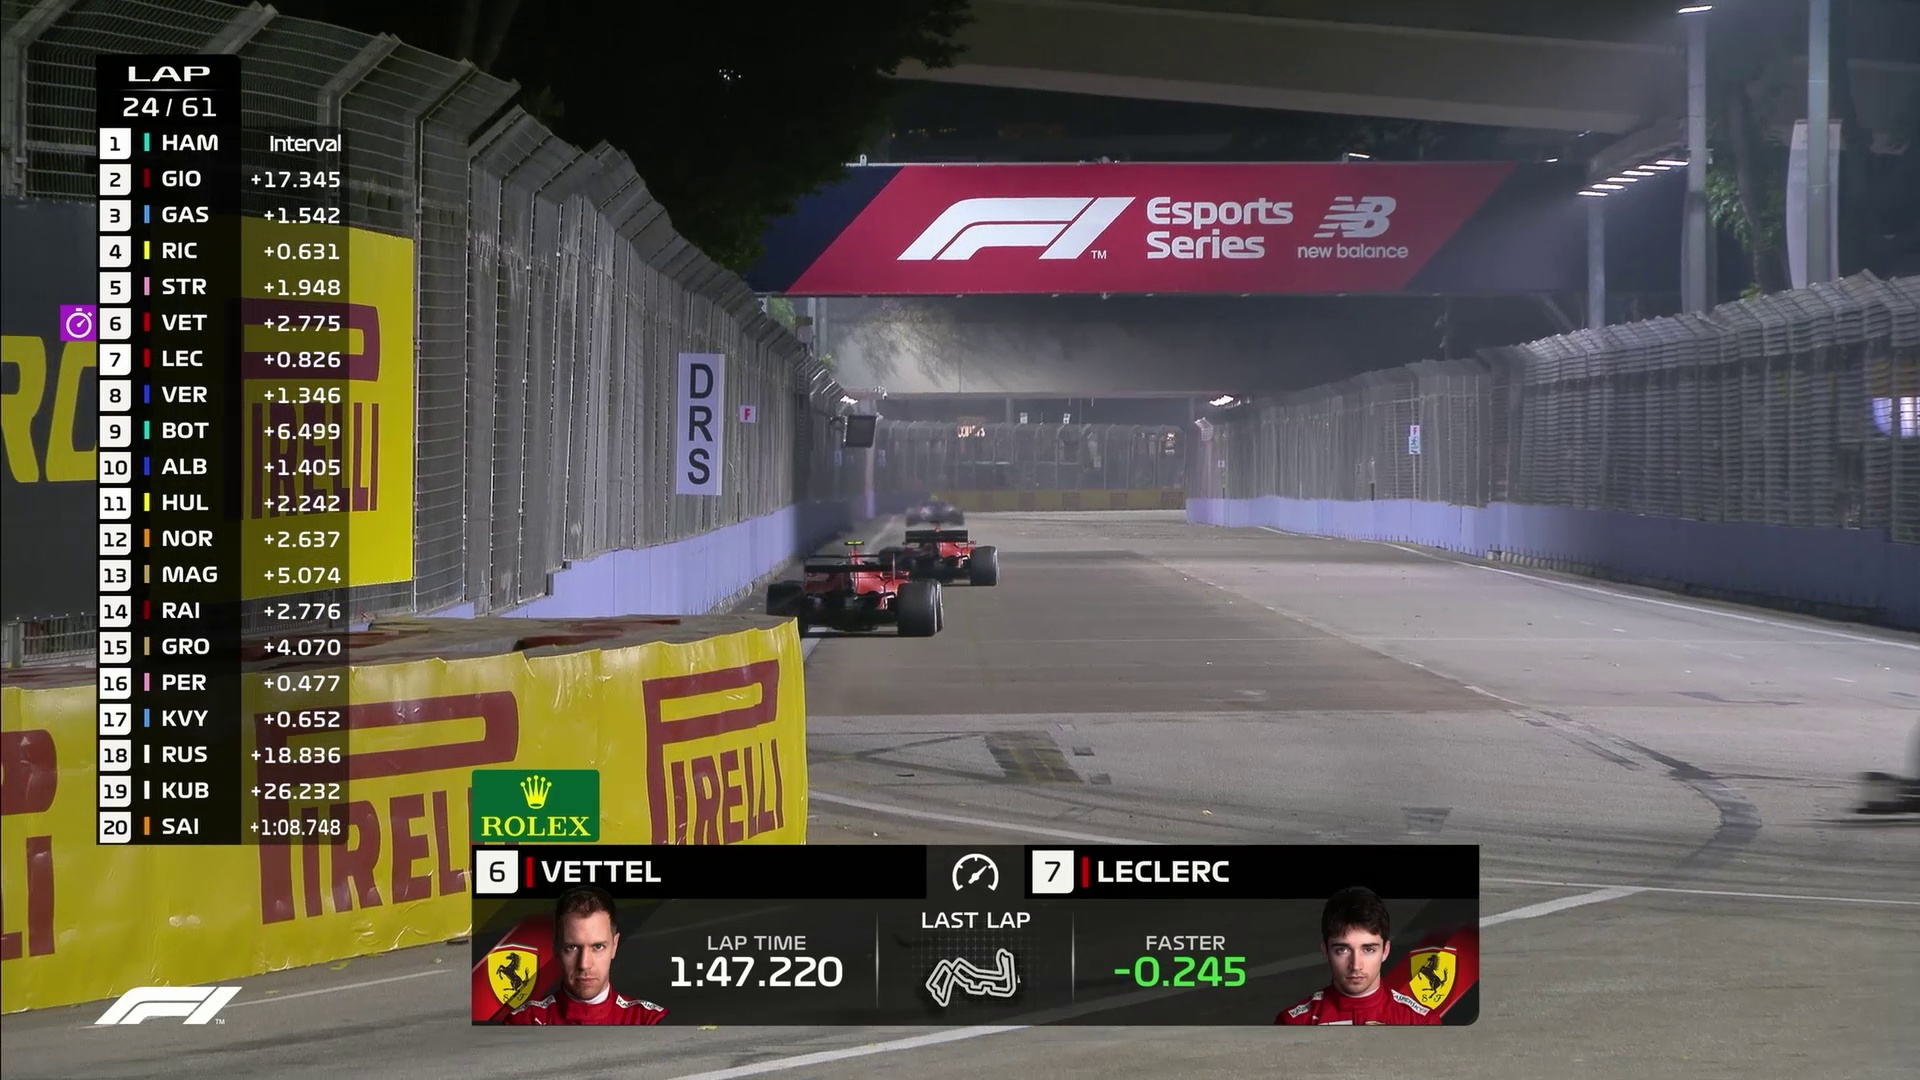 LAP
24 / 61
1 HAM Interval
2 GIO +17.345
3 GAS +1.542
4 RIC +0.631
5 STR +1.948
6 VET +2.775
7 LEC +0.826
8 VER +1.346
9 BOT +6.499
10 ALB +1.405
11 HUL +2.242
12 NOR +2.637
13 MAG +5.074
14 RAI +2.776
15 GRO +4.070
16 PER +0.477
17 KVY +0.652
18 RUS +18.836
19 KUB +26.232
20 SAI +1:08.748
F1 TM
Esports
Series
new balance
DRS
F
PIRELLI
PIRELLI
PIRELLI
ROLEX
6 VETTEL
7 LECLERC
LAST LAP
LAP TIME
1:47.220
FASTER
-0.245
F1 TM